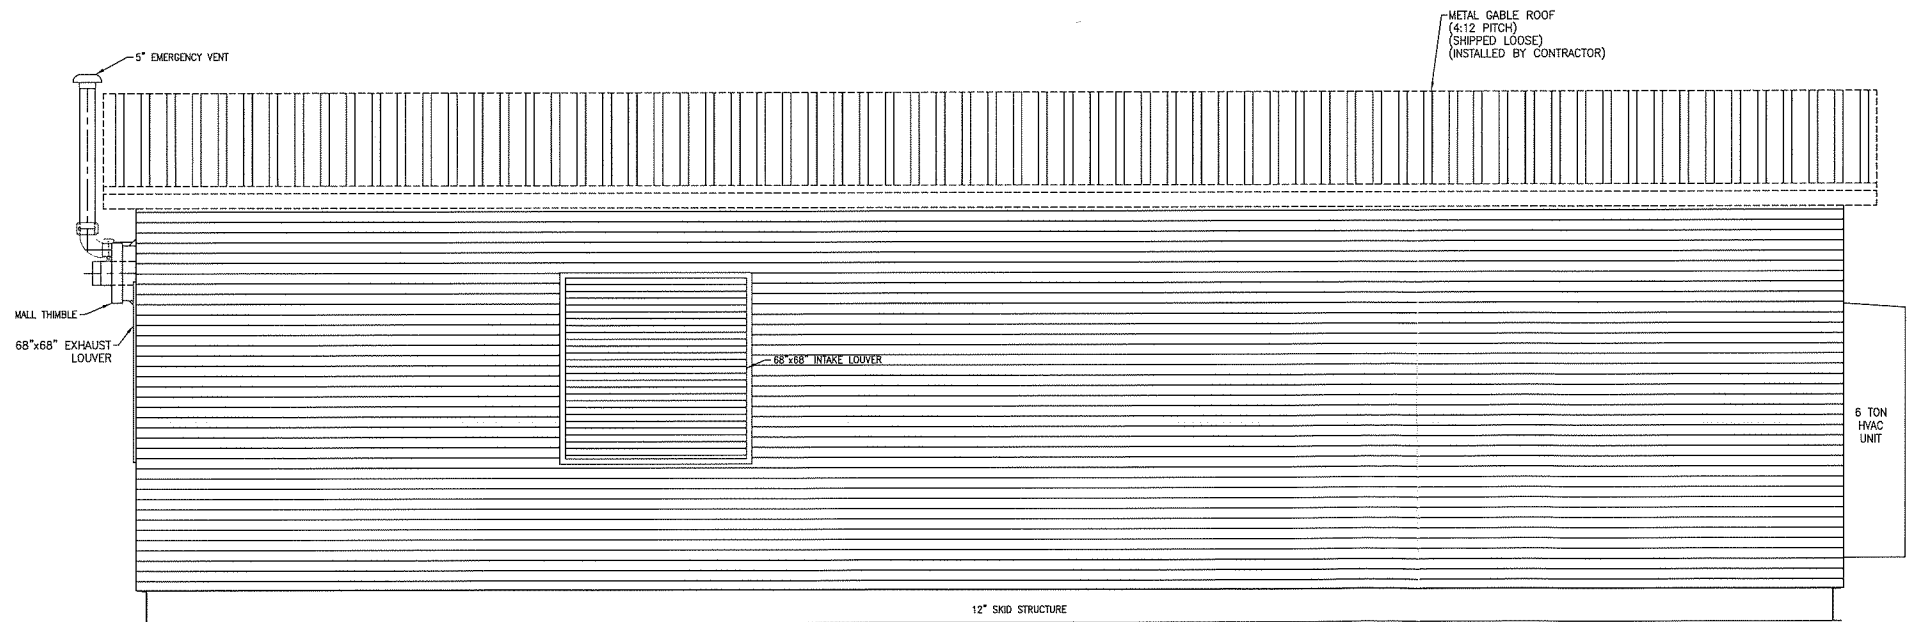 METAL GABLE ROOF
(4:12 PITCH)
(SHIPPED LOOSE)
(INSTALLED BY CONTRACTOR)
5" EMERGENCY VENT
MALL THIMBLE
68"x68" EXHAUST
LOUVER
68"x68" INTAKE LOUVER
6 TON
HVAC
UNIT
12" SKID STRUCTURE